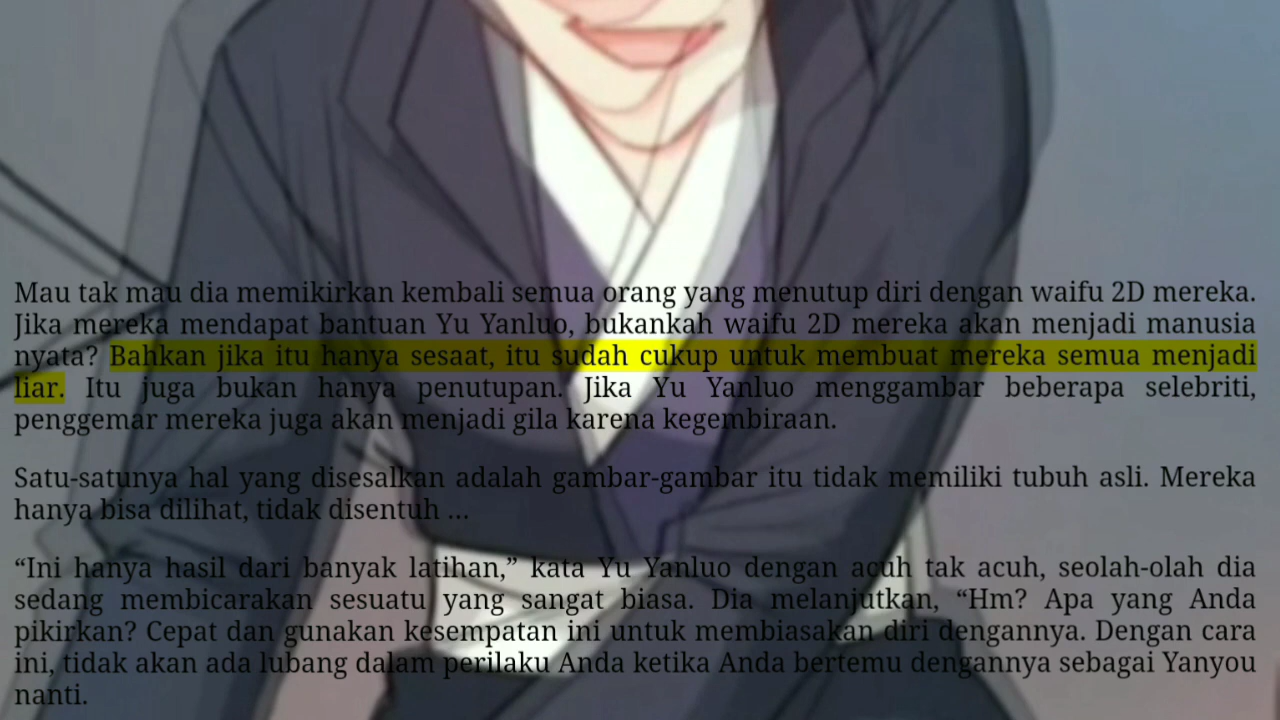 Mau tak mau dia memikirkan kembali semua orang yang menutup diri dengan waifu 2D mereka.
Jika mereka mendapat bantuan Yu Yanluo, bukankah waifu 2D mereka akan menjadi manusia
nyata? Bahkan jika itu hanya sesaat, itu sudah cukup untuk membuat mereka semua menjadi
liar. Itu juga bukan hanya penutupan. Jika Yu Yanluo menggambar beberapa selebriti,
penggemar mereka juga akan menjadi gila karena kegembiraan.
Satu-satunya hal yang disesalkan adalah gambar-gambar itu tidak memiliki tubuh asli. Mereka
hanya bisa dilihat, tidak disentuh ...
“Ini hanya hasil dari banyak latihan,” kata Yu Yanluo dengan acuh tak acuh, seolah-olah dia
sedang membicarakan sesuatu yang sangat biasa. Dia melanjutkan, “Hm? Apa yang Anda
pikirkan? Cepat dan gunakan kesempatan ini untuk membiasakan diri dengannya. Dengan cara
ini, tidak akan ada lubang dalam perilaku Anda ketika Anda bertemu dengannya sebagai Yanyou
nanti.